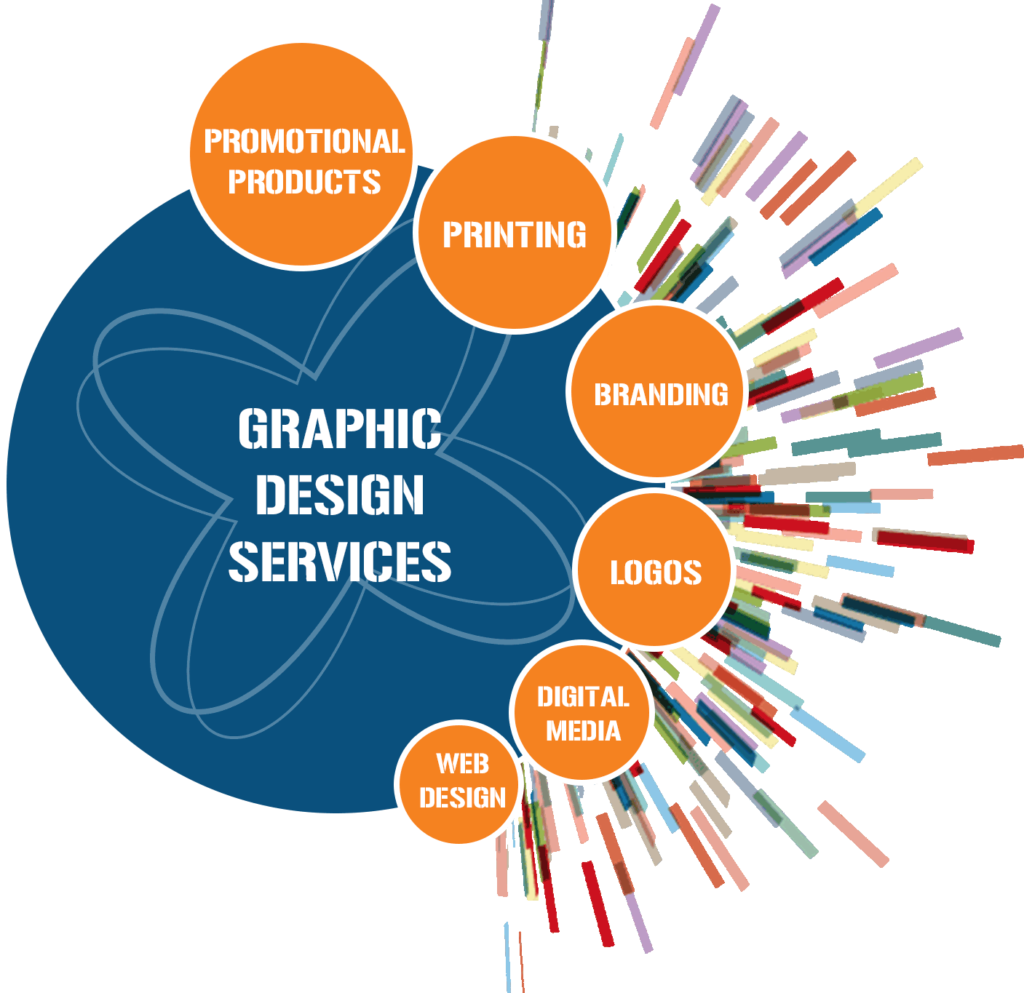 PROMOTIONAL
PRODUCTS
PRINTING
BRANDING
GRAPHIC
DESIGN
SERVICES
LOGOS
DIGITAL
MEDIA
WEB
DESIGN